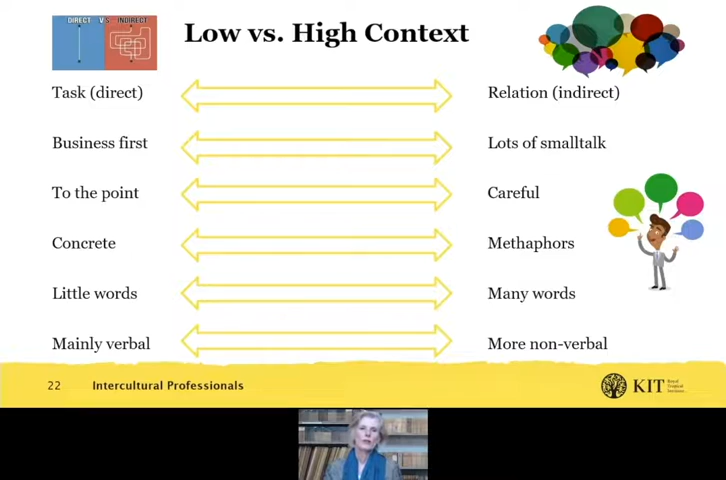 DIRECT VS INDIRECT
Low vs. High Context
Task (direct)
Relation (indirect)
Business first
Lots of smalltalk
To the point
Careful
Concrete
Methaphors
Little words
Many words
Mainly verbal
More non-verbal
22 Intercultural Professionals
KIT
Royal
Tropical
Institute